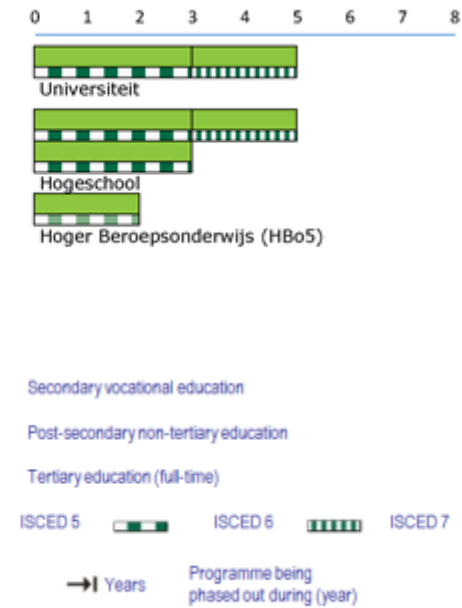 0 1 2 3 4 5 6 7 8
Universiteit
Hogeschool
Hoger Beroepsonderwijs (HBo5)
Secondary vocational education
Post-secondary non-tertiary education
Tertiary education (full-time)
ISCED 5 ISCED 6 ISCED 7
Years Programme being
phased out during (year)